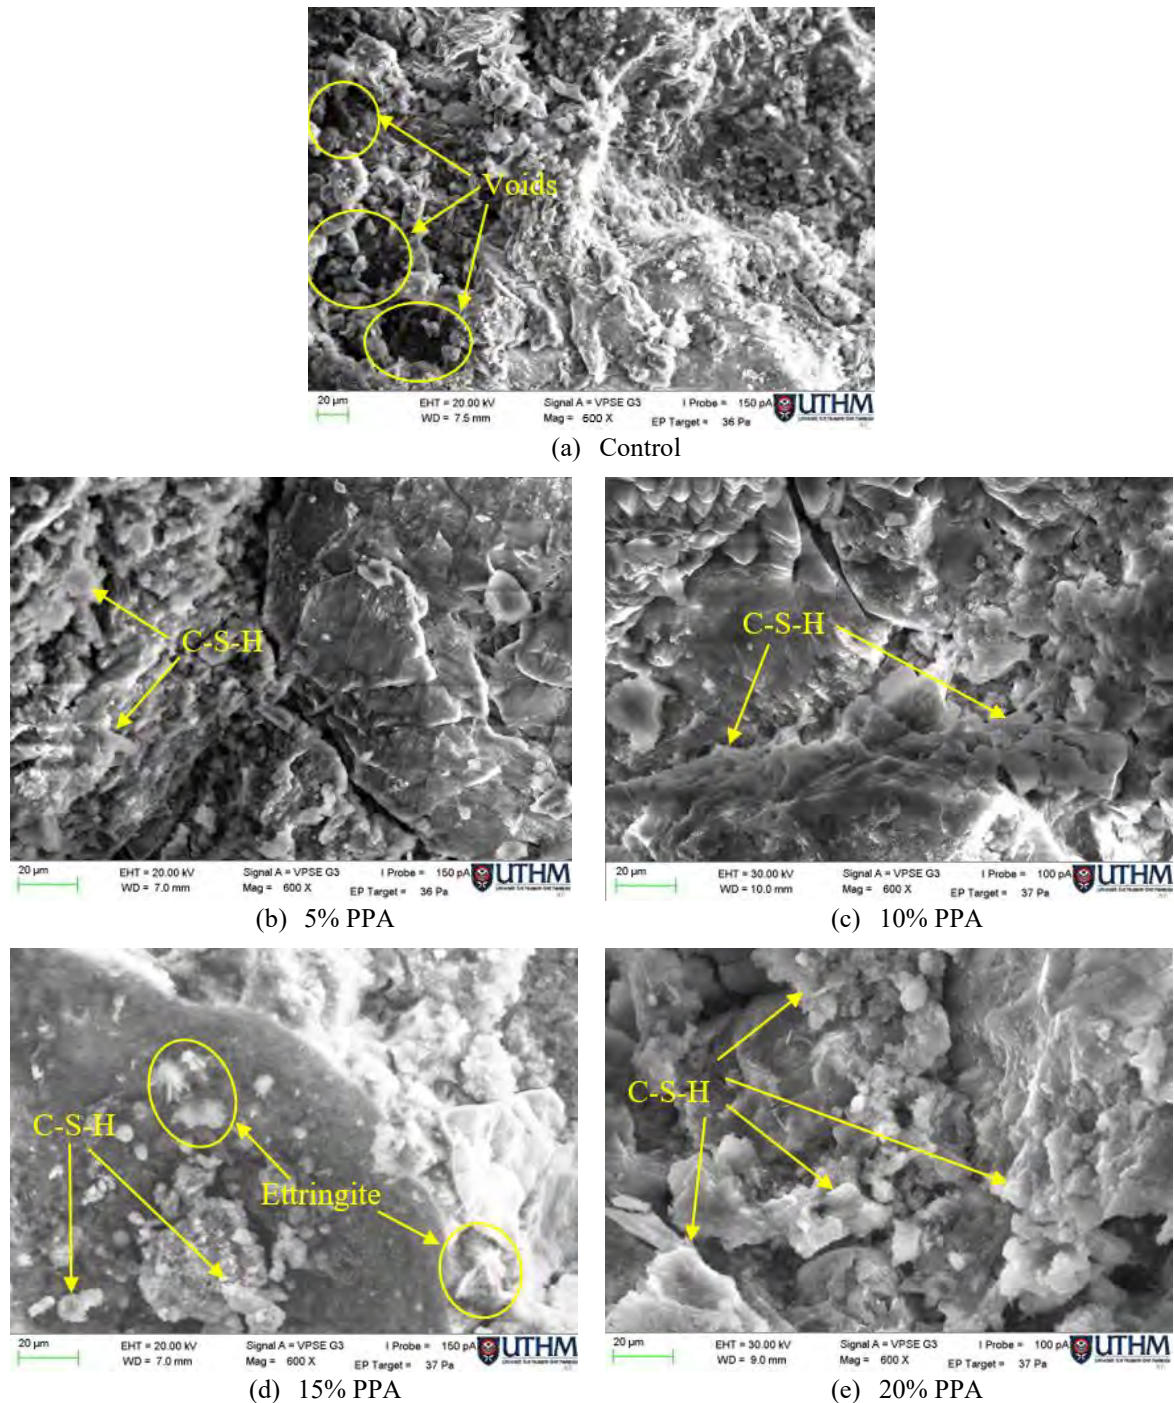 Voids
20 µm
EHT = 20.00 kV Signal A = VPSE G3 I Probe = 150 pA
WD = 7.5 mm Mag = 600 X EP Target = 36 Pa
UTHM
(a) Control
C-S-H
20 µm
EHT = 20.00 kV Signal A = VPSE G3 I Probe = 150 pA
WD = 7.0 mm Mag = 600 X EP Target = 36 Pa
UTHM
(b) 5% PPA
C-S-H
20 µm
EHT = 30.00 kV Signal A = VPSE G3 I Probe = 100 pA
WD = 10.0 mm Mag = 600 X EP Target = 37 Pa
UTHM
(c) 10% PPA
C-S-H
Ettringite
20 µm
EHT = 20.00 kV Signal A = VPSE G3 I Probe = 150 pA
WD = 7.0 mm Mag = 600 X EP Target = 37 Pa
UTHM
(d) 15% PPA
C-S-H
20 µm
EHT = 30.00 kV Signal A = VPSE G3 I Probe = 100 pA
WD = 9.0 mm Mag = 600 X EP Target = 37 Pa
UTHM
(e) 20% PPA